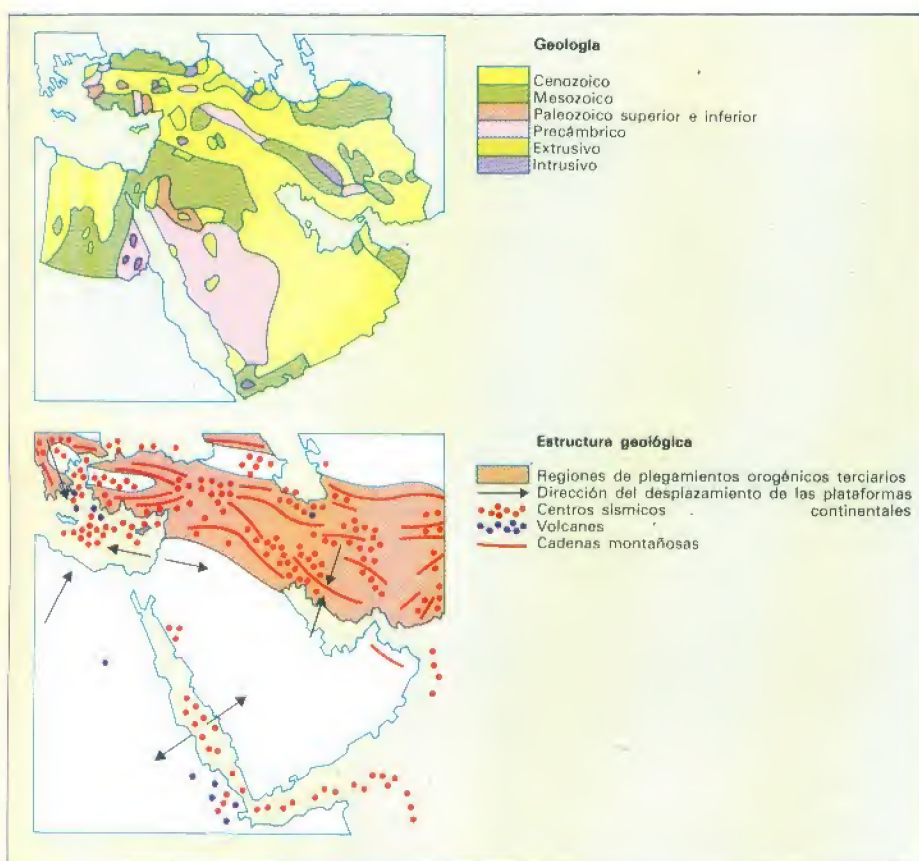 Geología
Cenozoico
Mesozoico
Paleozoico superior e inferior
Precámbrico
Extrusivo
Intrusivo
Estructura geológica
Regiones de plegamientos orogénicos terciarios
Dirección del desplazamiento de las plataformas
Centros sísmicos continentales
Volcanes
Cadenas montañosas